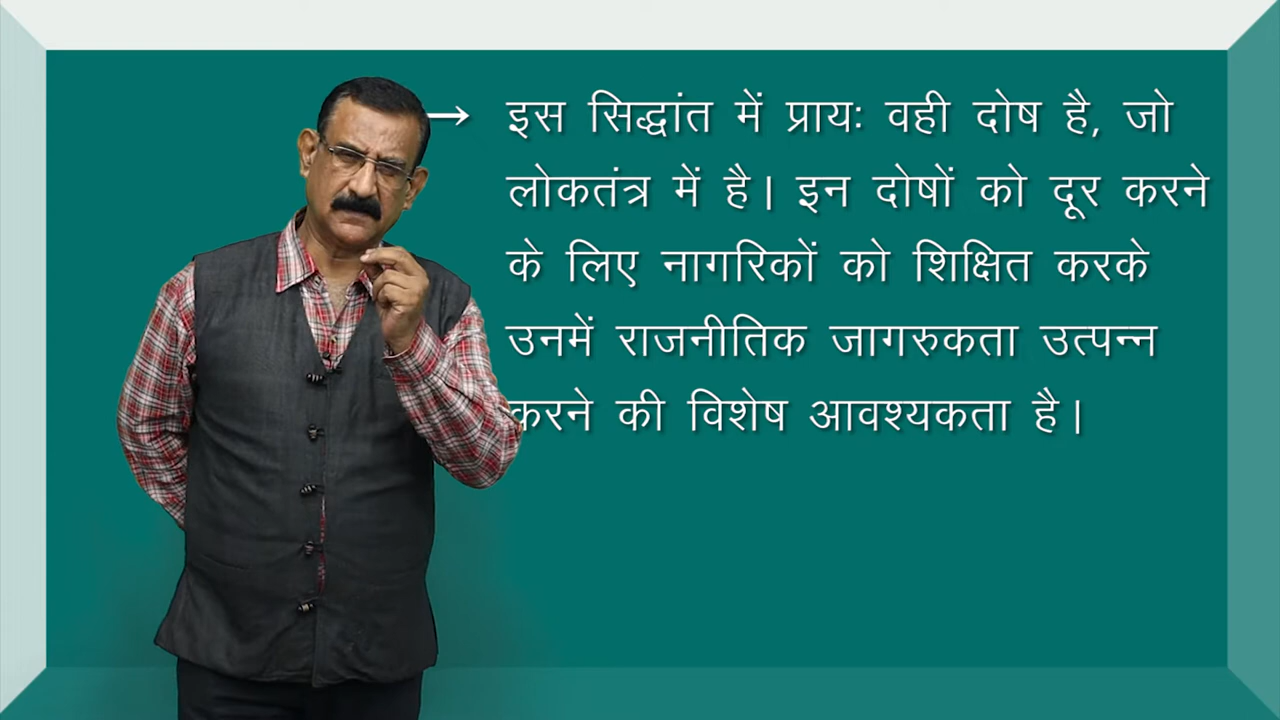 → इस सिद्धांत में प्रायः वही दोष है, जो
लोकतंत्र में है। इन दोषों को दूर करने
के लिए नागरिकों को शिक्षित करके
उनमें राजनीतिक जागरुकता उत्पन्न
करने की विशेष आवश्यकता है।